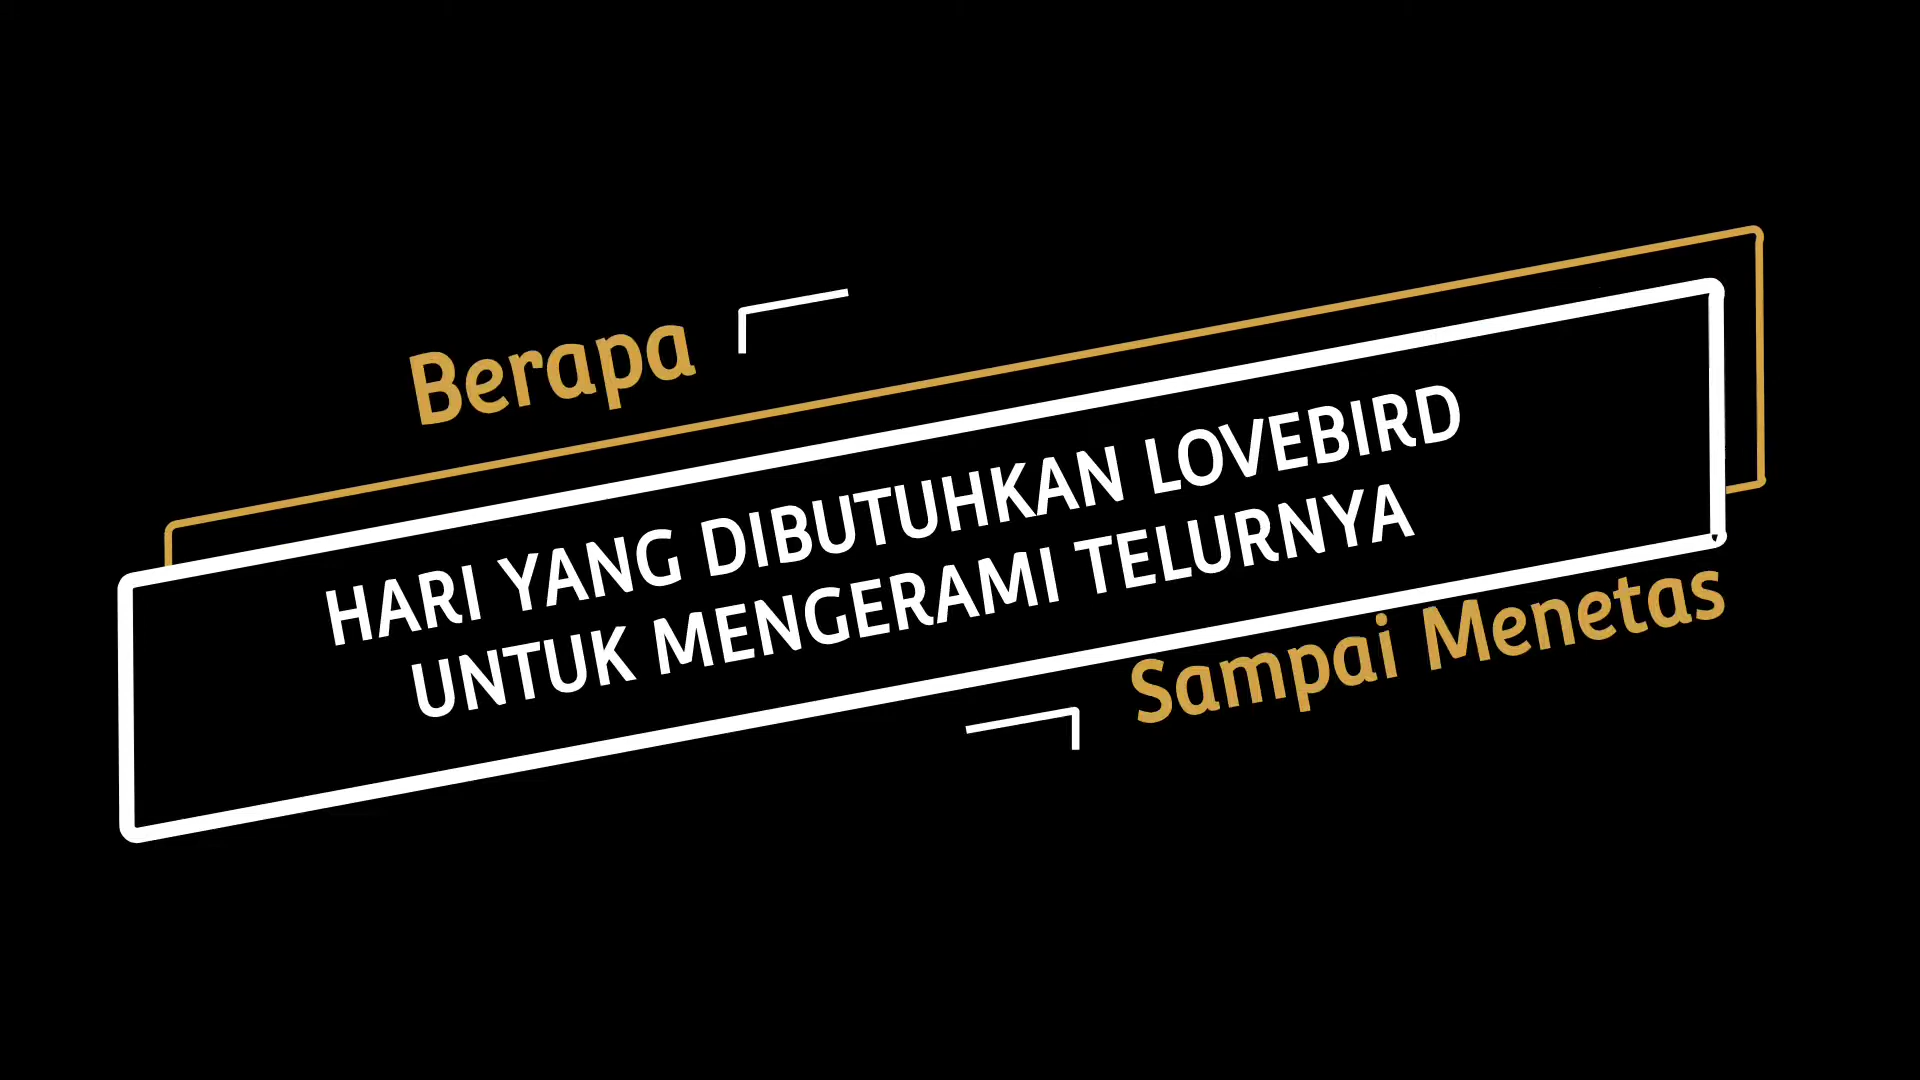 Berapa
HARI YANG DIBUTUHKAN LOVEBIRD
UNTUK MENGERAMI TELURNYA
Sampai Menetas